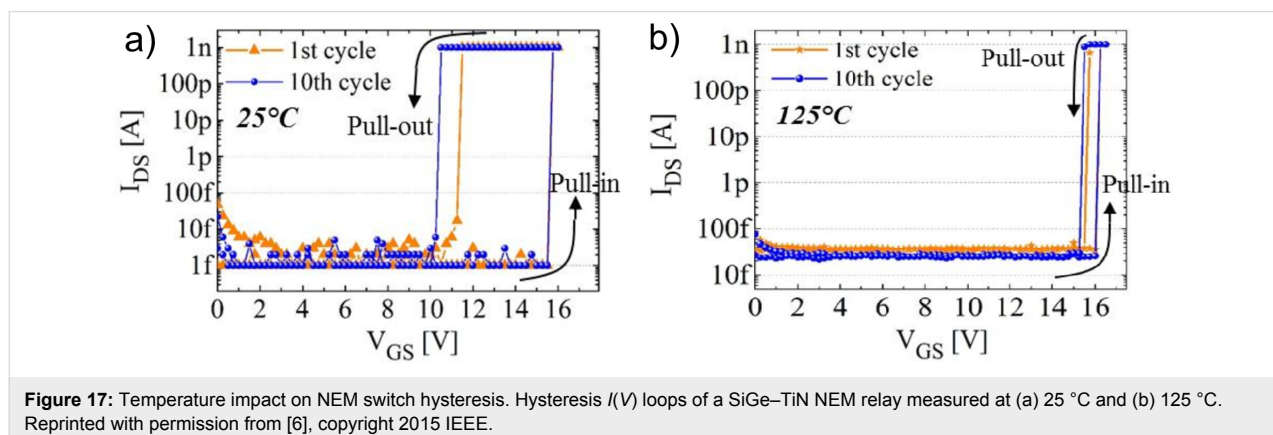 a)
1st cycle
10th cycle
25°C
Pull-out
Pull-in
1n
100p
10p
1p
100f
10f
1f
I_DS [A]
0 2 4 6 8 10 12 14 16
V_GS [V]
b)
1st cycle
10th cycle
125°C
Pull-out
Pull-in
1n
100p
10p
1p
100f
10f
I_DS [A]
0 2 4 6 8 10 12 14 16
V_GS [V]
Figure 17: Temperature impact on NEM switch hysteresis. Hysteresis I(V) loops of a SiGe–TiN NEM relay measured at (a) 25 °C and (b) 125 °C.
Reprinted with permission from [6], copyright 2015 IEEE.